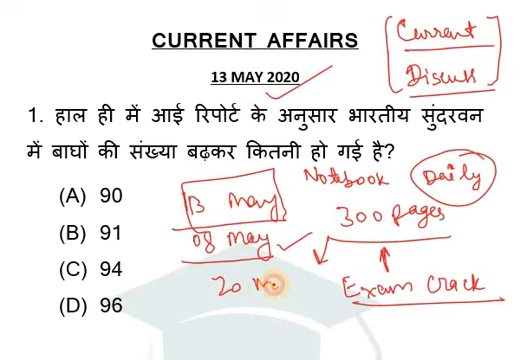 CURRENT AFFAIRS
Current
Discuss
13 MAY 2020
1. हाल ही में आई रिपोर्ट के अनुसार भारतीय सुंदरवन
में बाघों की संख्या बढ़कर कितनी हो गई है?
Notebook
Daily
(A) 90
13 May
300 pages
(B) 91
08 May
(C) 94
20 m
Exam Crack
(D) 96